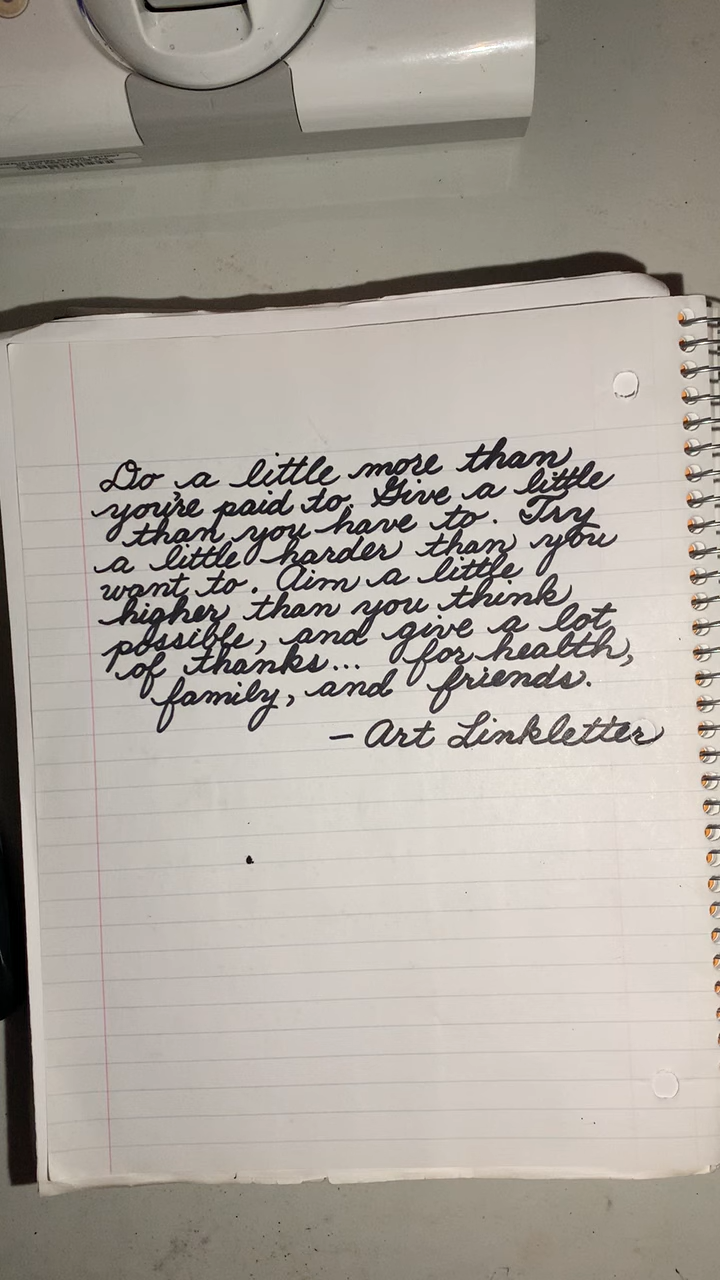 Do a little more than
you're paid to. Give a little
than you have to. Try
a little harder than you
want to. Aim a little
higher than you think
possible, and give a lot
of thanks... for health,
family, and friends.
- Art Linkletter